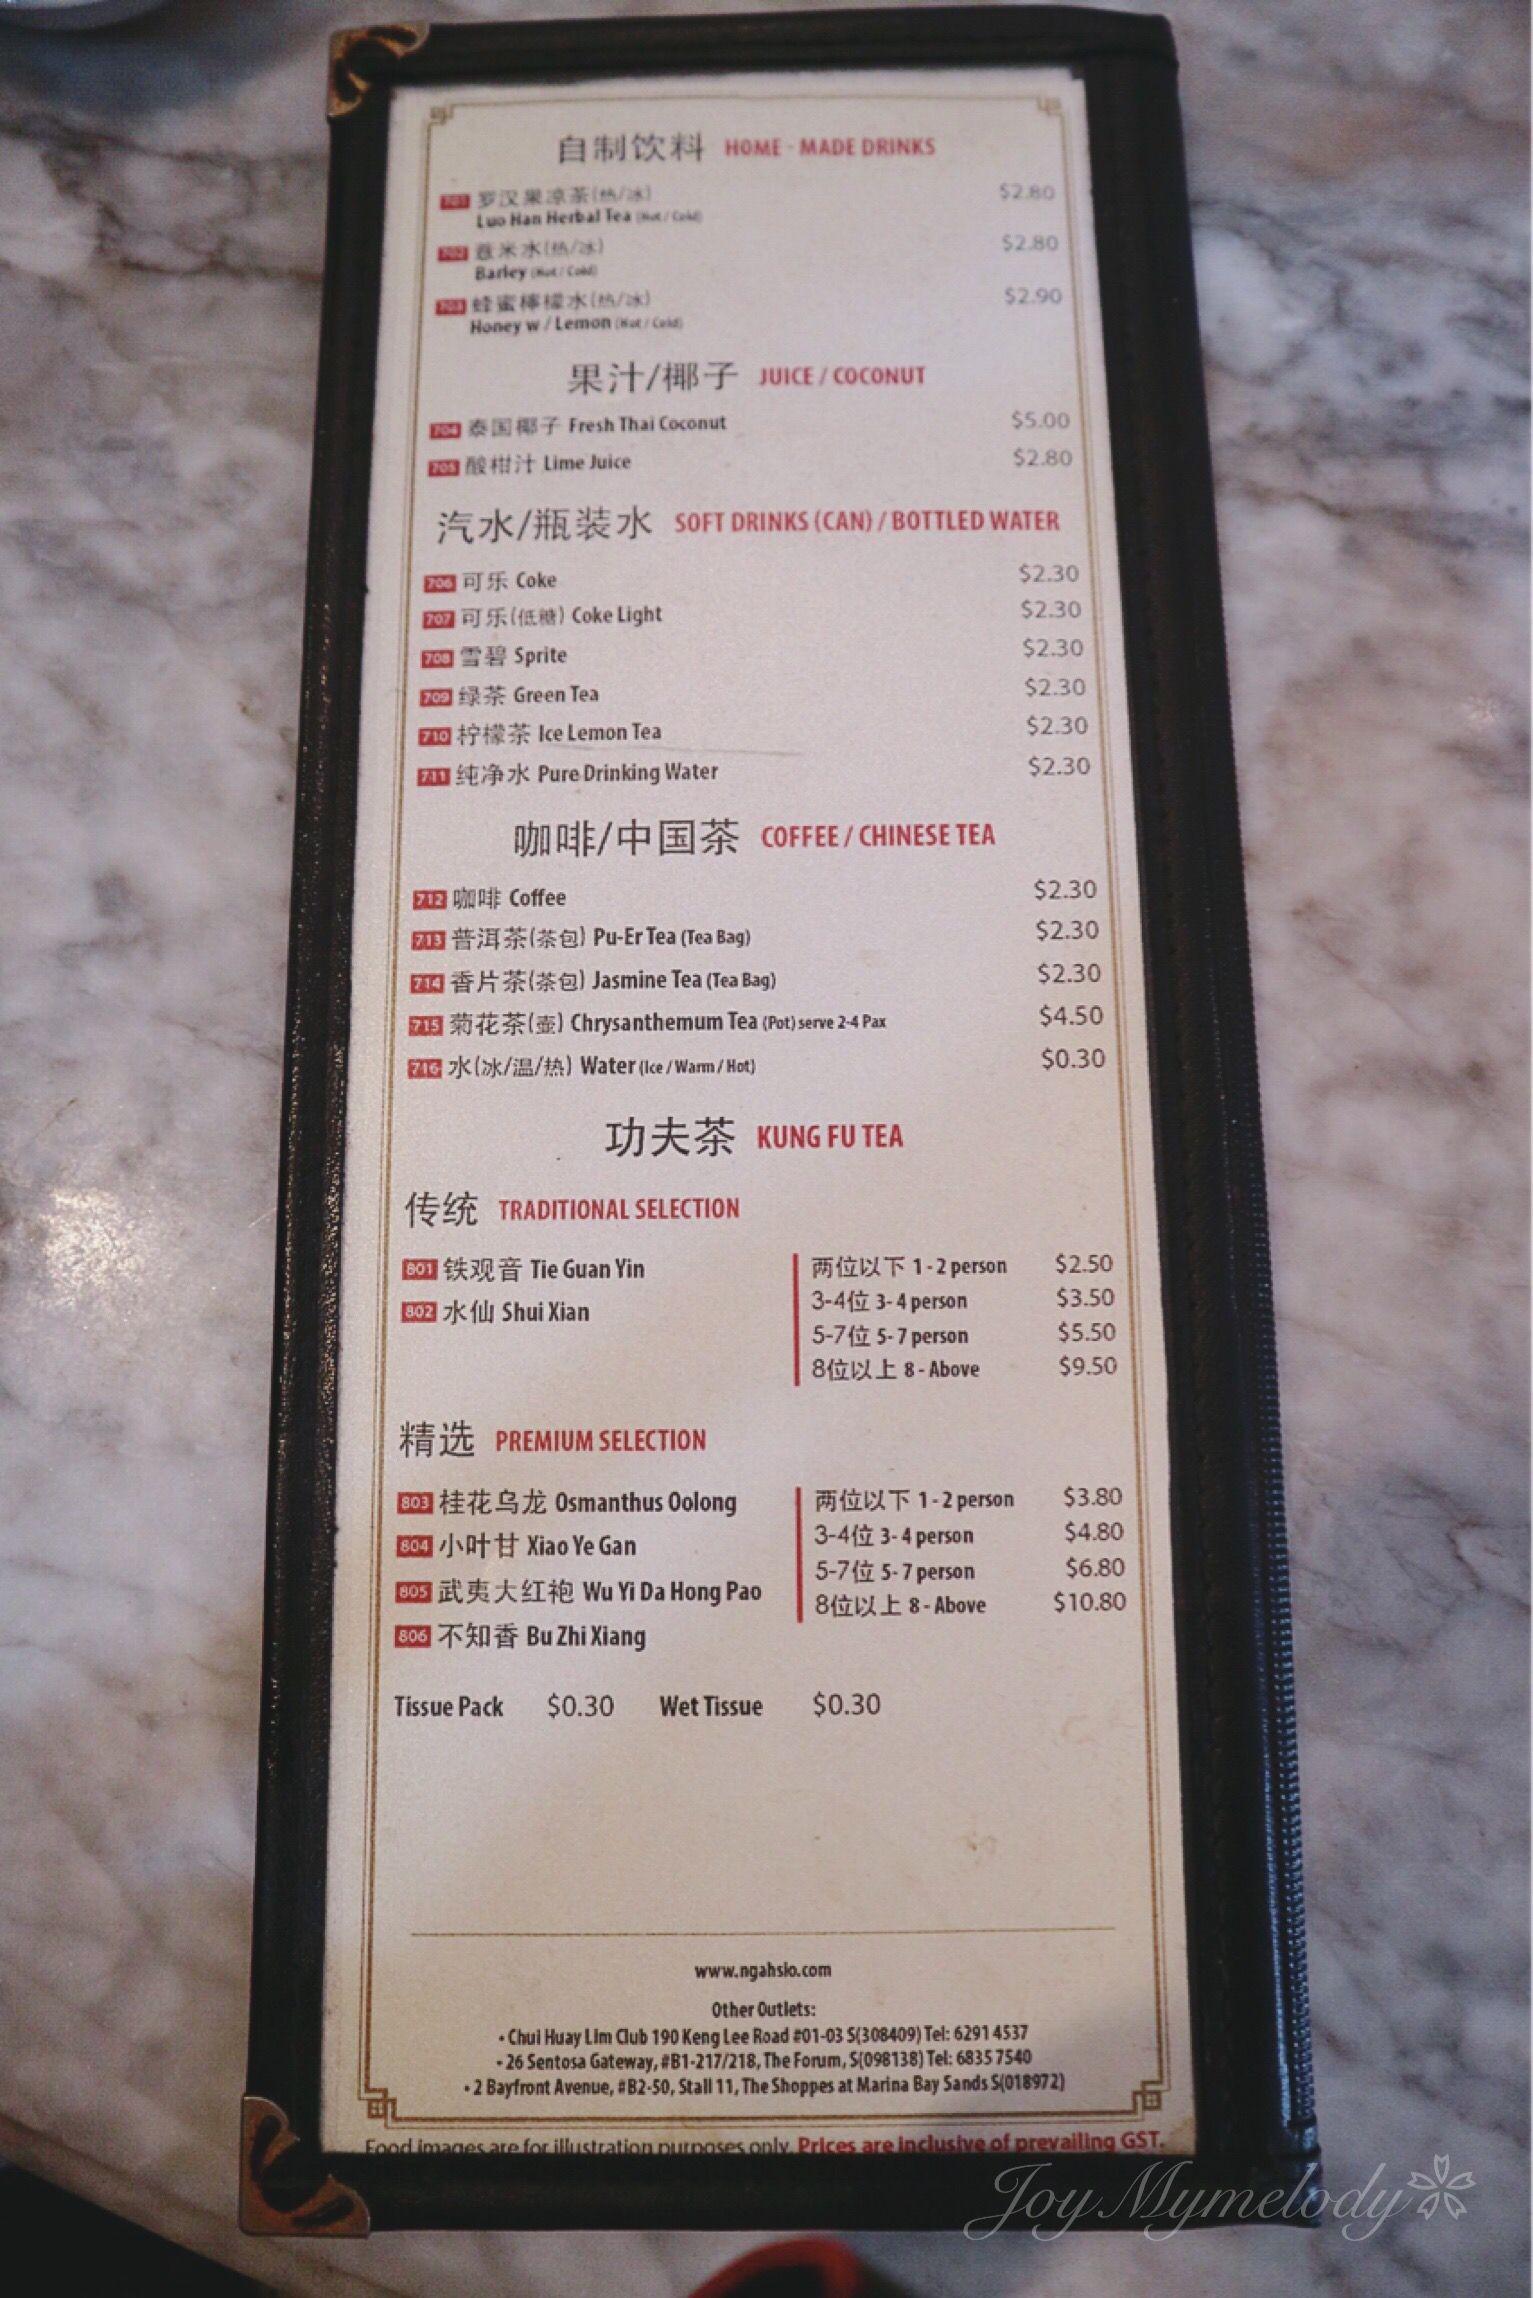 自制饮料 HOME - MADE DRINKS
701 罗汉果凉茶(热/冰) $2.80
Luo Han Herbal Tea (Hot / Cold)
702 薏米水(热/冰) $2.80
Barley (Hot / Cold)
703 蜂蜜檸檬水(热/冰) $2.90
Honey w / Lemon (Hot / Cold)
果汁/椰子 JUICE / COCONUT
704 泰国椰子 Fresh Thai Coconut $5.00
705 酸柑汁 Lime Juice $2.80
汽水/瓶装水 SOFT DRINKS (CAN) / BOTTLED WATER
706 可乐 Coke $2.30
707 可乐(低糖) Coke Light $2.30
708 雪碧 Sprite $2.30
709 绿茶 Green Tea $2.30
710 柠檬茶 Ice Lemon Tea $2.30
711 纯净水 Pure Drinking Water $2.30
咖啡/中国茶 COFFEE / CHINESE TEA
712 咖啡 Coffee $2.30
713 普洱茶(茶包) Pu-Er Tea (Tea Bag) $2.30
714 香片茶(茶包) Jasmine Tea (Tea Bag) $2.30
715 菊花茶(壶) Chrysanthemum Tea (Pot) serve 2-4 Pax $4.50
716 水(冰/温/热) Water (Ice / Warm / Hot) $0.30
功夫茶 KUNG FU TEA
传统 TRADITIONAL SELECTION
801 铁观音 Tie Guan Yin
802 水仙 Shui Xian
两位以下 1 - 2 person $2.50
3-4位 3- 4 person $3.50
5-7位 5- 7 person $5.50
8位以上 8 - Above $9.50
精选 PREMIUM SELECTION
803 桂花乌龙 Osmanthus Oolong
804 小叶甘 Xiao Ye Gan
805 武夷大红袍 Wu Yi Da Hong Pao
806 不知香 Bu Zhi Xiang
两位以下 1 - 2 person $3.80
3-4位 3- 4 person $4.80
5-7位 5- 7 person $6.80
8位以上 8 - Above $10.80
Tissue Pack $0.30 Wet Tissue $0.30
www.ngahsio.com
Other Outlets:
• Chui Huay Lim Club 190 Keng Lee Road #01-03 S(308409) Tel: 6291 4537
• 26 Sentosa Gateway, #B1-217/218, The Forum, S(098138) Tel: 6835 7540
• 2 Bayfront Avenue, #B2-50, Stall 11, The Shoppes at Marina Bay Sands S(018972)
Food images are for illustration purposes only. Prices are inclusive of prevailing GST.
Joy Mymelody